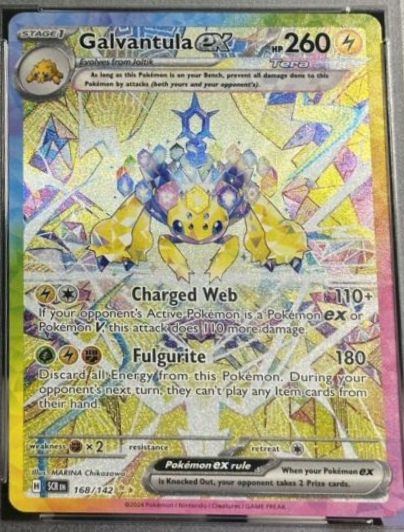 STAGE 1
Galvantula ex
HP 260
Evolves from Joltik
Tera
As long as this Pokémon is on your Bench, prevent all damage done to this
Pokémon by attacks (both yours and your opponent's).
Charged Web 110+
If your opponent's Active Pokémon is a Pokémon ex or
Pokémon V, this attack does 110 more damage.
Fulgurite 180
Discard all Energy from this Pokémon. During your
opponent's next turn, they can't play any Item cards from
their hand.
weakness ×2 resistance retreat
Illus. MARINA Chikazawa
Pokémon ex rule
When your Pokémon ex
is Knocked Out, your opponent takes 2 Prize cards.
H SCR EN 168/142
©2024 Pokémon / Nintendo / Creatures / GAME FREAK